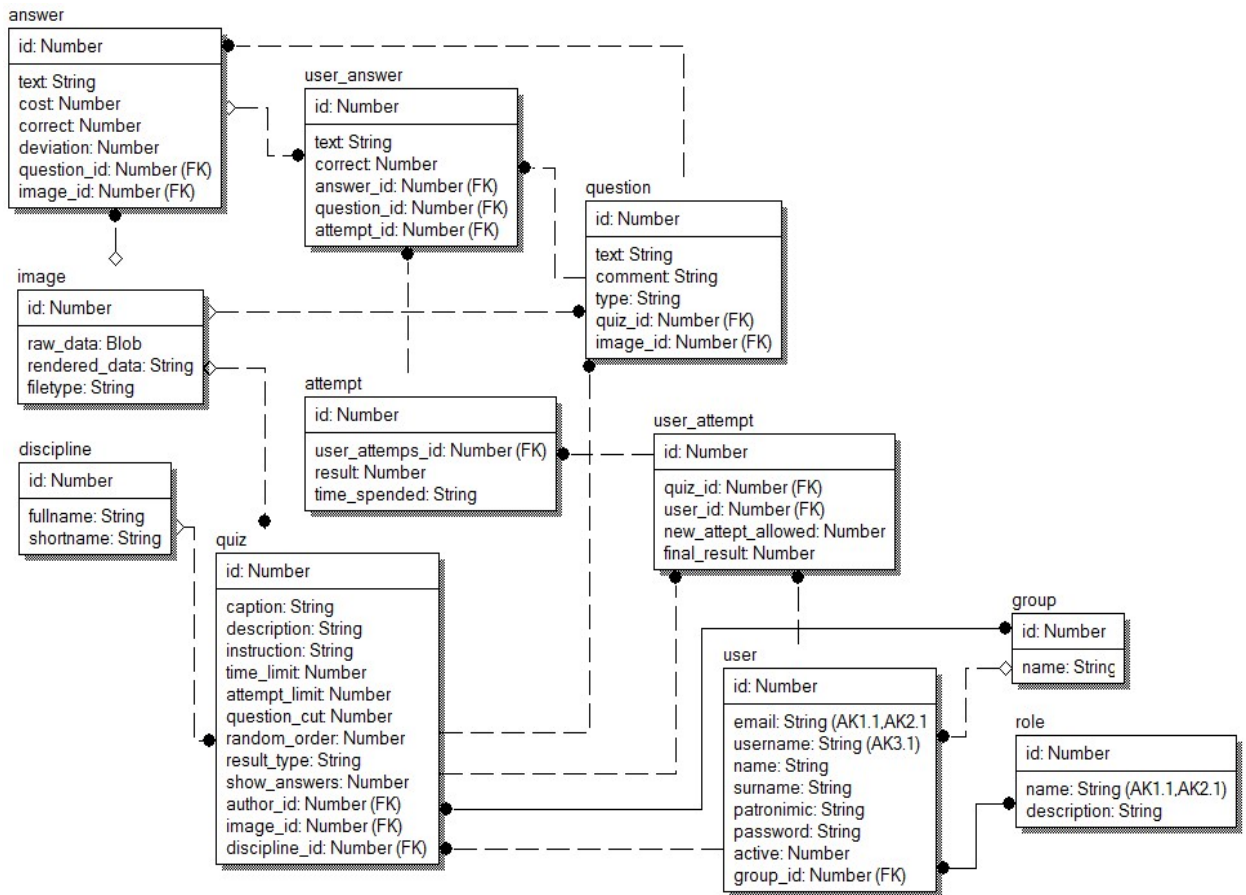 answer
id: Number
text: String
cost: Number
correct: Number
deviation: Number
question_id: Number (FK)
image_id: Number (FK)
user_answer
id: Number
text: String
correct: Number
answer_id: Number (FK)
question_id: Number (FK)
attempt_id: Number (FK)
question
id: Number
text: String
comment: String
type: String
quiz_id: Number (FK)
image_id: Number (FK)
image
id: Number
raw_data: Blob
rendered_data: String
filetype: String
attempt
id: Number
user_attemps_id: Number (FK)
result: Number
time_spended: String
user_attempt
id: Number
quiz_id: Number (FK)
user_id: Number (FK)
new_attept_allowed: Number
final_result: Number
discipline
id: Number
fullname: String
shortname: String
quiz
id: Number
caption: String
description: String
instruction: String
time_limit: Number
attempt_limit: Number
question_cut: Number
random_order: Number
result_type: String
show_answers: Number
author_id: Number (FK)
image_id: Number (FK)
discipline_id: Number (FK)
group
id: Number
name: String
user
id: Number
email: String (AK1.1,AK2.1
username: String (AK3.1)
name: String
surname: String
patronimic: String
password: String
active: Number
group_id: Number (FK)
role
id: Number
name: String (AK1.1,AK2.1)
description: String